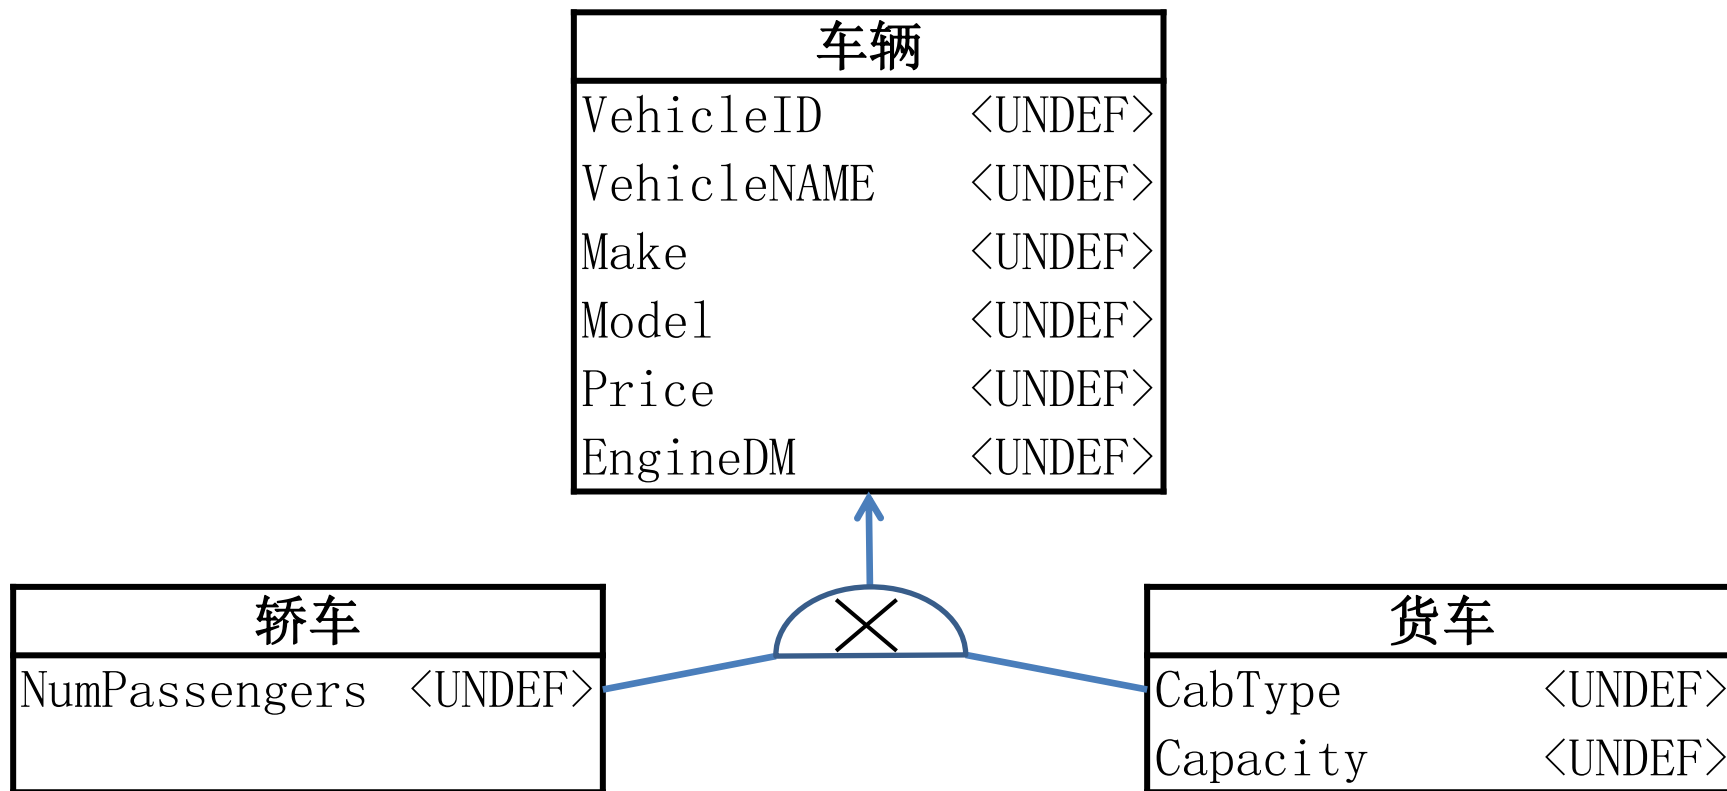 车辆
VehicleID <UNDEF>
VehicleNAME <UNDEF>
Make <UNDEF>
Model <UNDEF>
Price <UNDEF>
EngineDM <UNDEF>
轿车
NumPassengers <UNDEF>
货车
CabType <UNDEF>
Capacity <UNDEF>